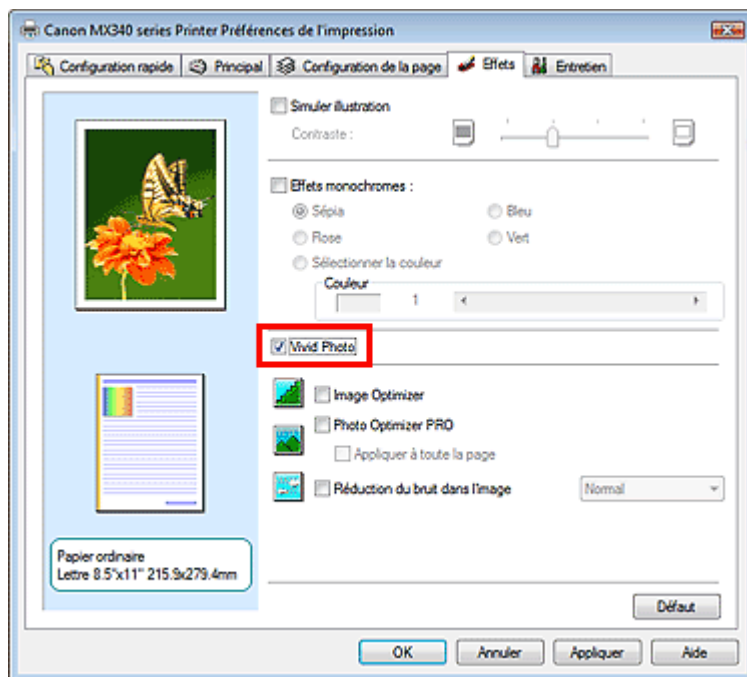 Canon MX340 series Printer Préférences de l'impression
Configuration rapide Principal Configuration de la page Effets Entretien
Simuler illustration
Contraste :
Effets monochromes :
Sépia Bleu
Rose Vert
Sélectionner la couleur
Couleur
1
Vivid Photo
Image Optimizer
Photo Optimizer PRO
Appliquer à toute la page
Réduction du bruit dans l'image Normal
Papier ordinaire
Lettre 8.5"x11" 215.9x279.4mm
Défaut
OK Annuler Appliquer Aide